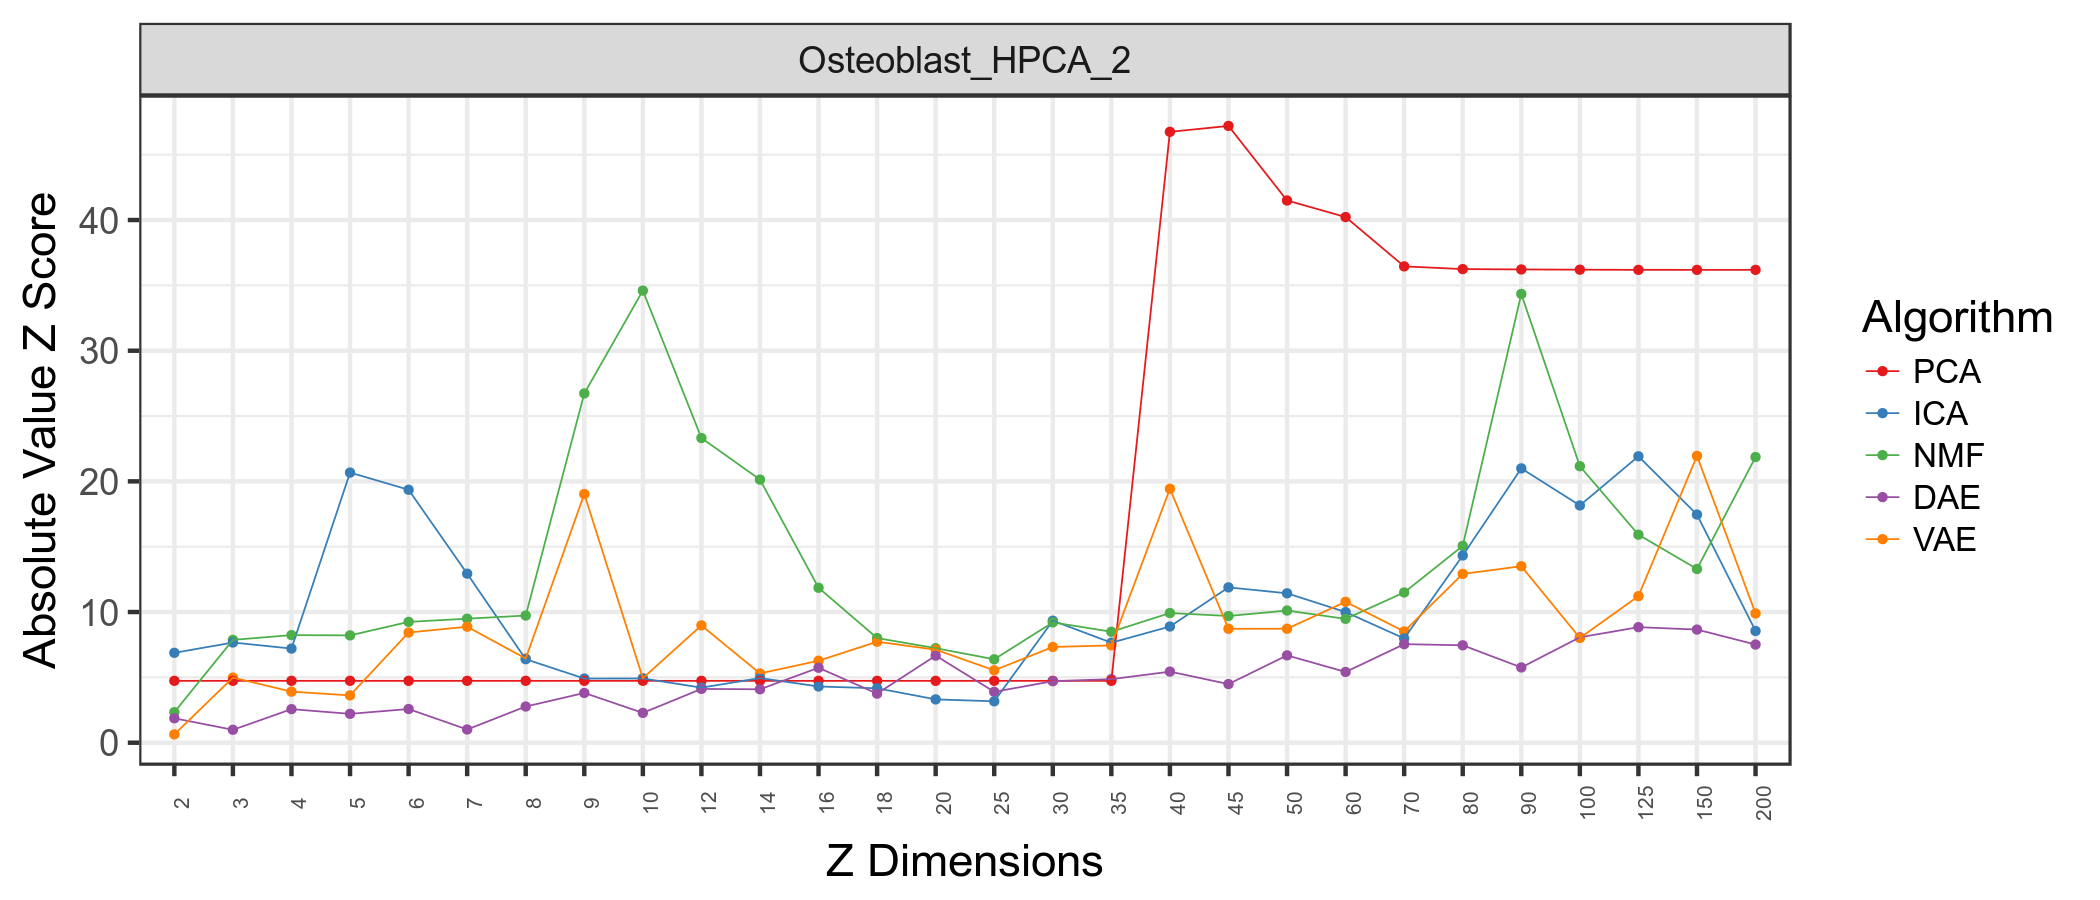 Osteoblast_HPCA_2
Absolute Value Z Score
40
30
20
10
0
2 3 4 5 6 7 8 9 10 12 14 16 18 20 25 30 35 40 45 50 60 70 80 90 100 125 150 200
Z Dimensions
Algorithm
PCA
ICA
NMF
DAE
VAE